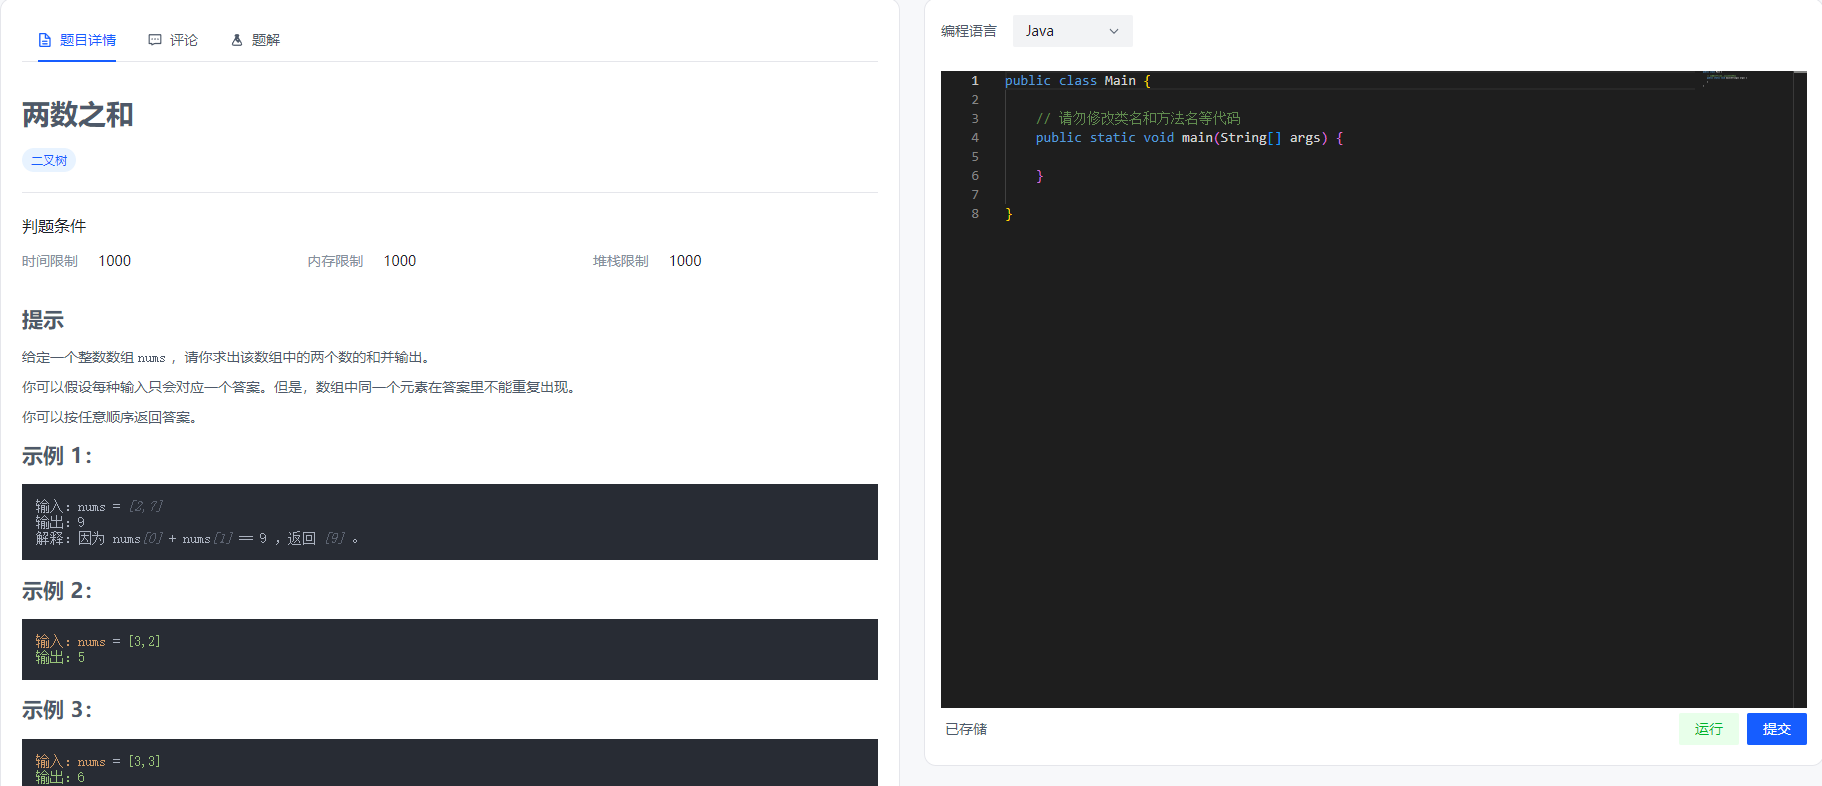 题目详情 评论 题解
两数之和
二叉树
判题条件
时间限制 1000 内存限制 1000 堆栈限制 1000
提示
给定一个整数数组 nums ，请你求出该数组中的两个数的和并输出。
你可以假设每种输入只会对应一个答案。但是，数组中同一个元素在答案里不能重复出现。
你可以按任意顺序返回答案。
示例 1：
输入：nums = [2,7]
输出：9
解释：因为 nums[0] + nums[1] == 9 ，返回 [9] 。
示例 2：
输入：nums = [3,2]
输出：5
示例 3：
输入：nums = [3,3]
输出：6
编程语言 Java
1 public class Main {
2
3 // 请勿修改类名和方法名等代码
4 public static void main(String[] args) {
5
6 }
7
8 }
已存储 运行 提交